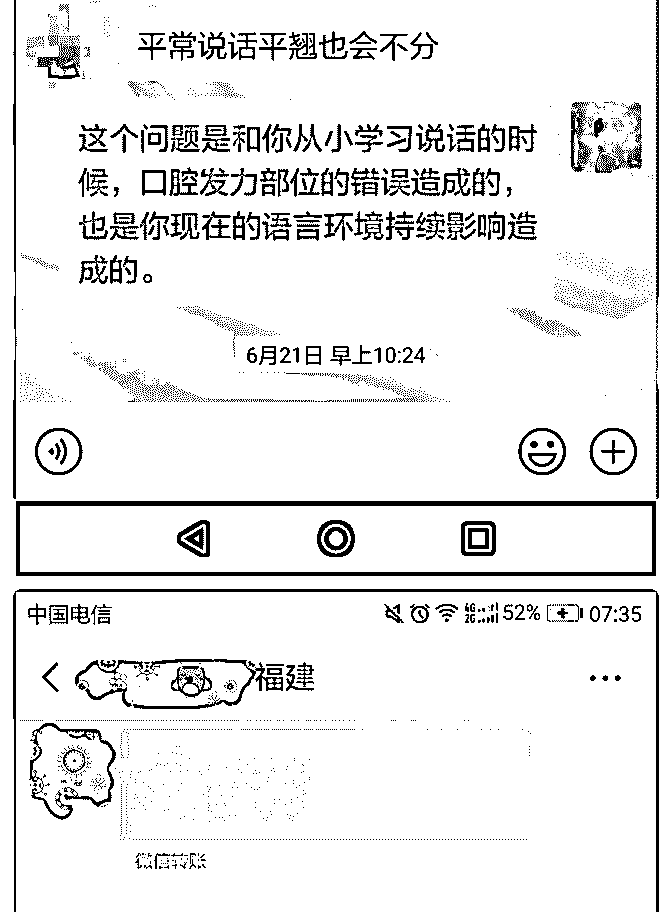 平常说话平翘也会不分
这个问题是和你从小学习说话的时
候，口腔发力部位的错误造成的，
也是你现在的语言环境持续影响造
成的。
6月21日 早上10:24
中国电信
4G 2G 52% 07:35
福建
微信转账